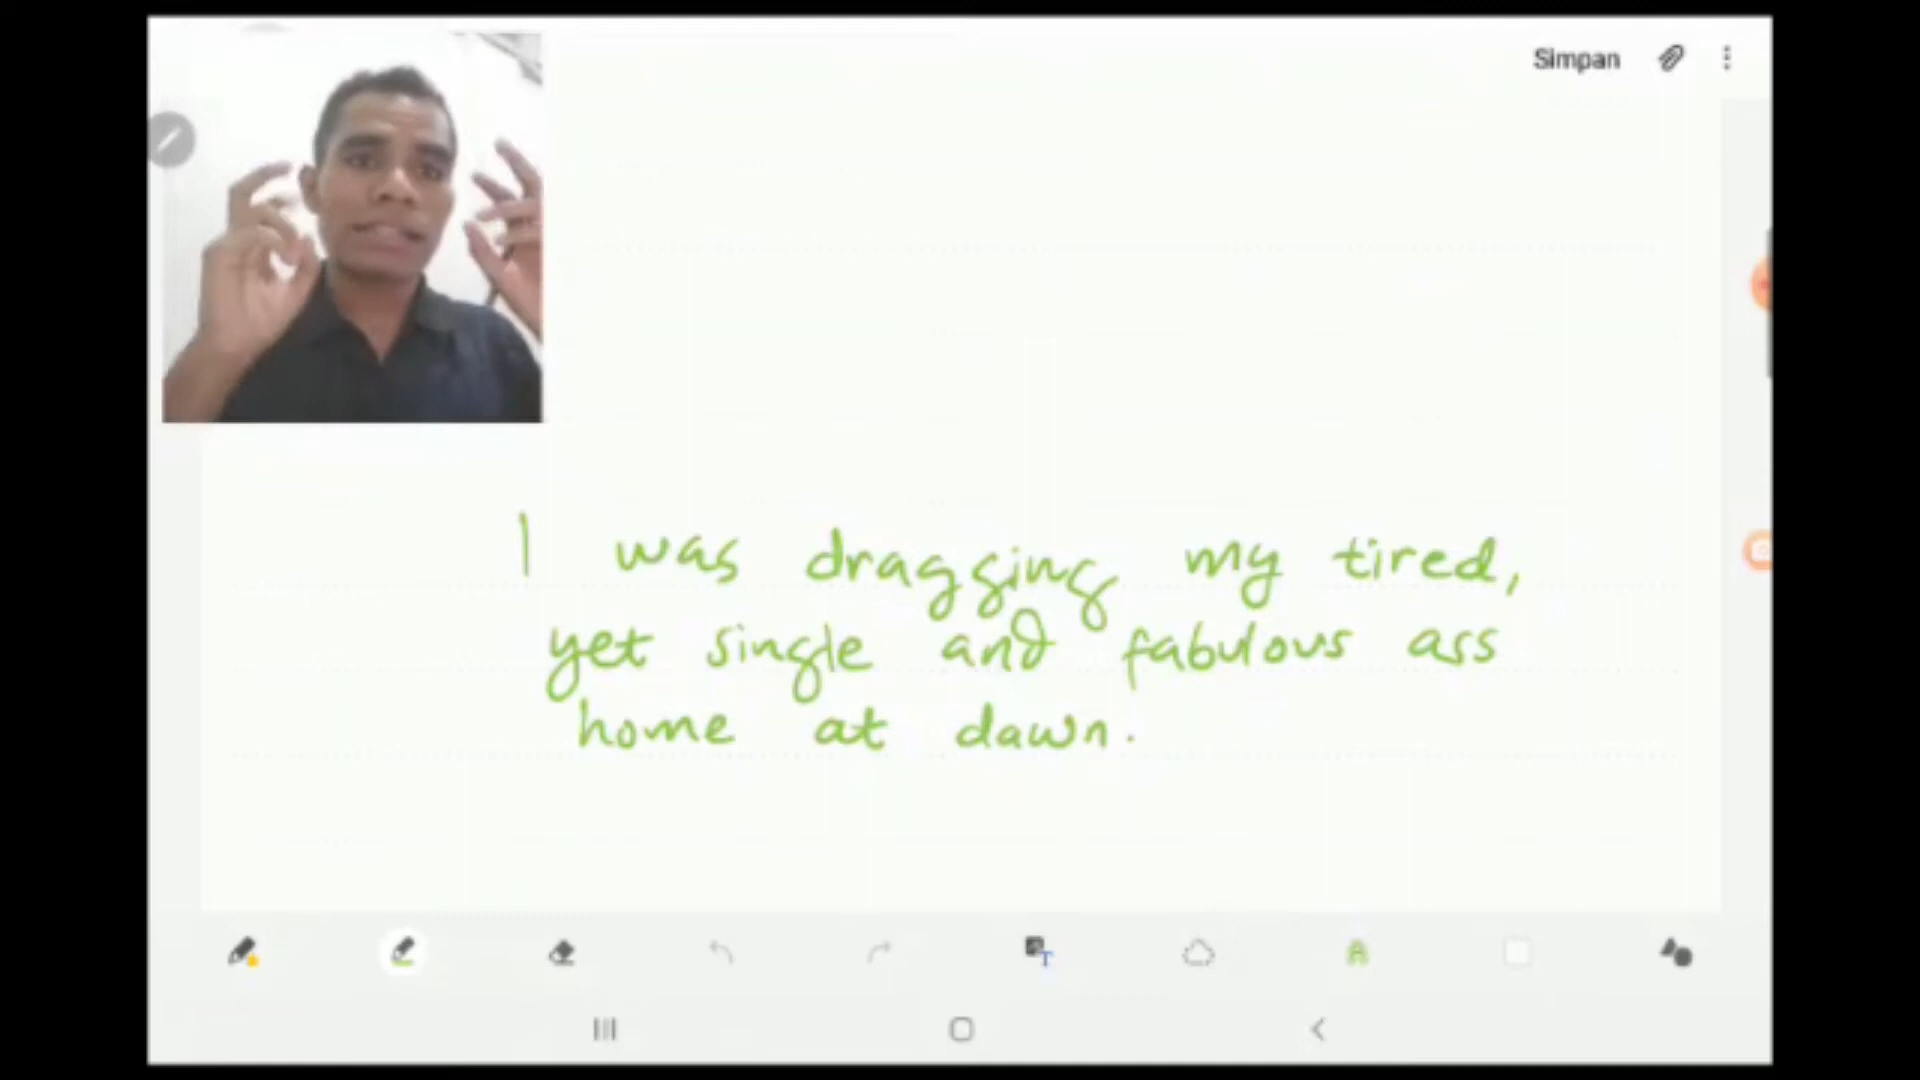 Simpan
I was dragging my tired,
yet single and fabulous ass
home at dawn.